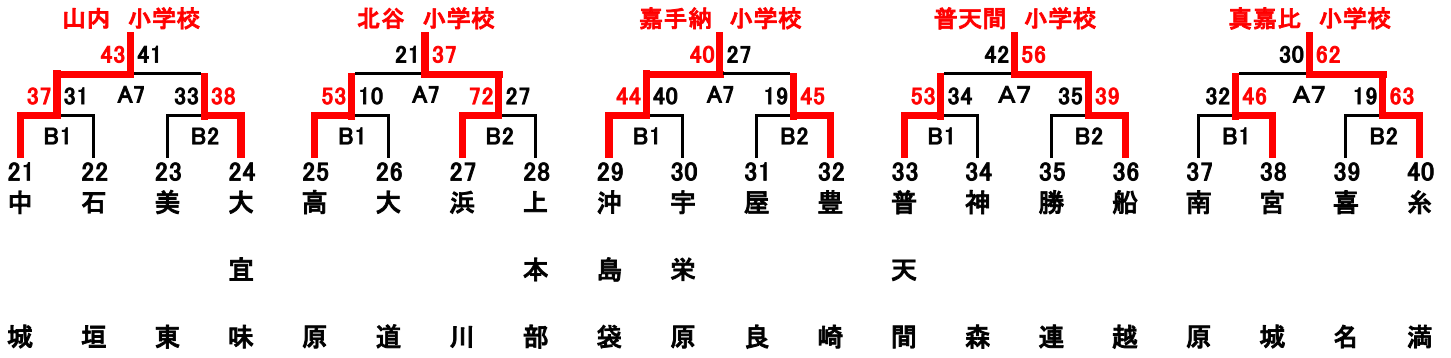 山内 小学校 北谷 小学校 嘉手納 小学校 普天間 小学校 真嘉比 小学校
43 41 21 37 40 27 42 56 30 62
37 31 A7 33 38 53 10 A7 72 27 44 40 A7 19 45 53 34 A7 35 39 32 46 A7 19 63
B1 B2 B1 B2 B1 B2 B1 B2 B1 B2
21 22 23 24 25 26 27 28 29 30 31 32 33 34 35 36 37 38 39 40
中城
石垣
美東
大宜味
高原
大道
浜川
上本部
沖島袋
宇栄原
屋良
豊崎
普天間
神森
勝連
船越
南原
宮城
喜名
糸満